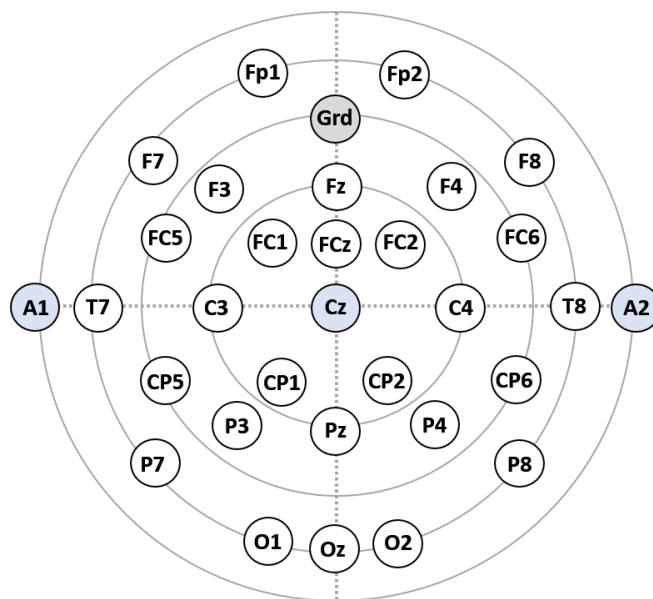 Fp1 Fp2
Grd
F7 F8
F3 Fz F4
FC5 FC1 FCz FC2 FC6
A1 T7 C3 Cz C4 T8 A2
CP5 CP1 CP2 CP6
P3 Pz P4
P7 P8
O1 Oz O2